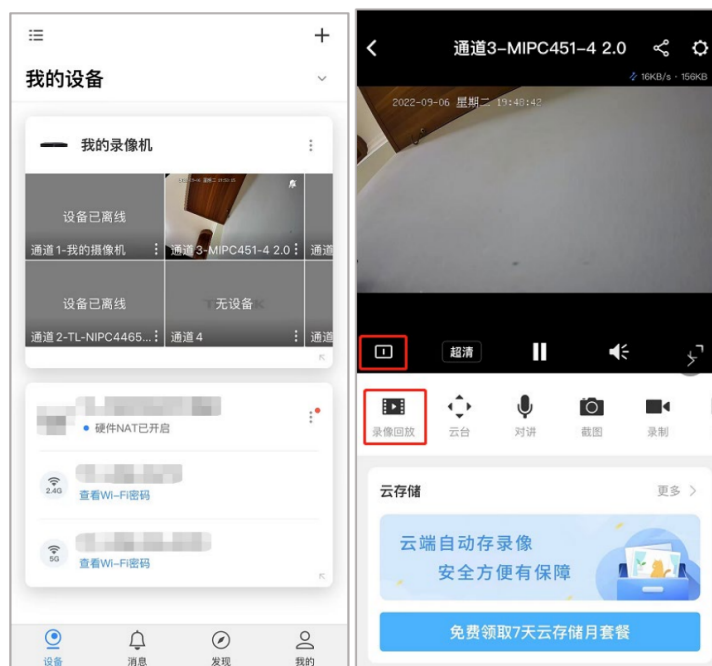 我的设备
我的录像机
设备已离线
通道1-我的摄像机
通道3-MIPC451-4 2.0
通道
设备已离线
无设备
通道2-TL-NIPC4465...
通道4
通道
硬件NAT已开启
2.4G
查看Wi-Fi密码
5G
查看Wi-Fi密码
设备
消息
发现
我的
通道3-MIPC451-4 2.0
16KB/s · 156KB
2022-09-06 星期二 19:48:42
超清
录像回放
云台
对讲
截图
录制
云存储
更多
云端自动存录像
安全方便有保障
免费领取7天云存储月套餐